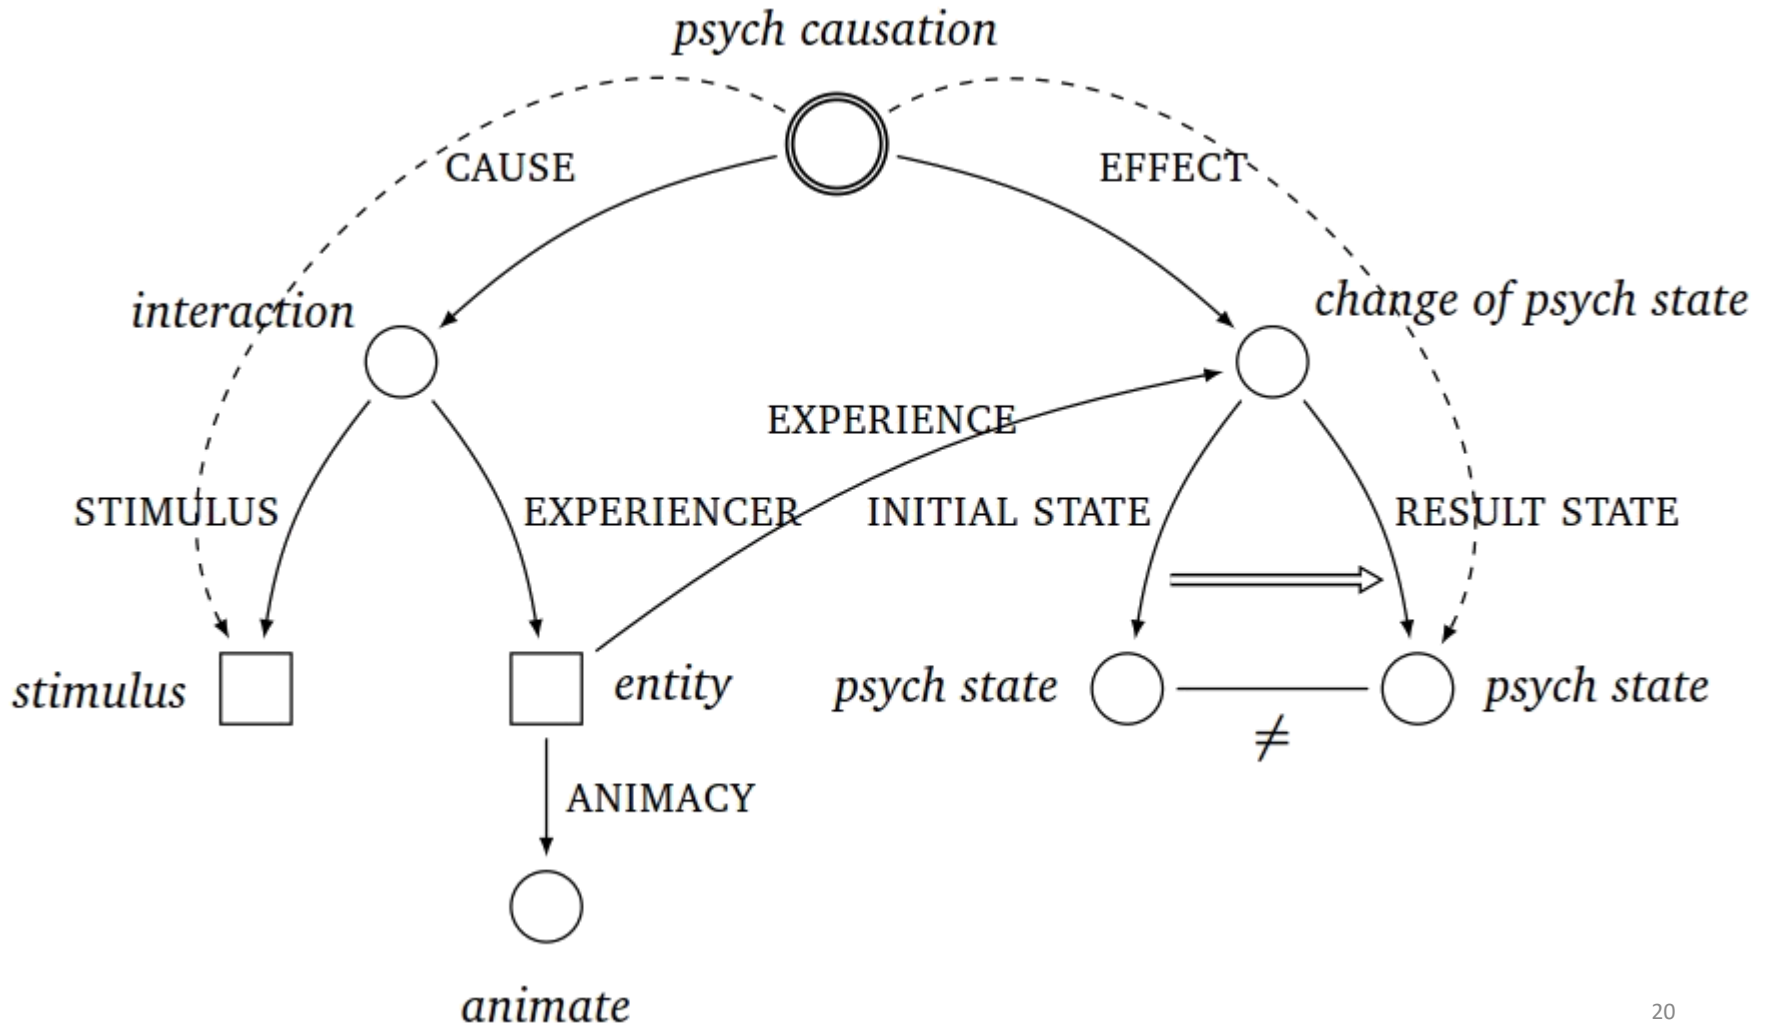 psych causation
CAUSE
EFFECT
interaction
change of psych state
EXPERIENCE
STIMULUS
EXPERIENCER
INITIAL STATE
RESULT STATE
stimulus
entity
psych state
psych state
≠
ANIMACY
animate
20